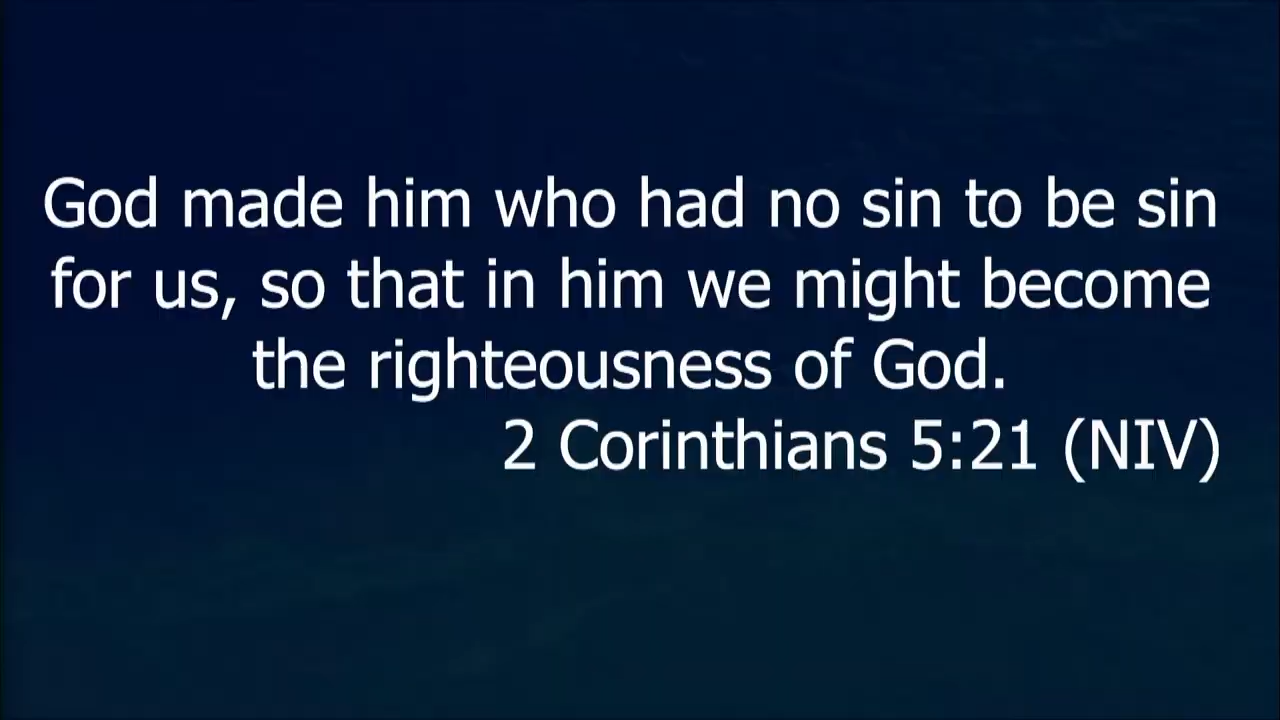 God made him who had no sin to be sin
for us, so that in him we might become
the righteousness of God.
2 Corinthians 5:21 (NIV)